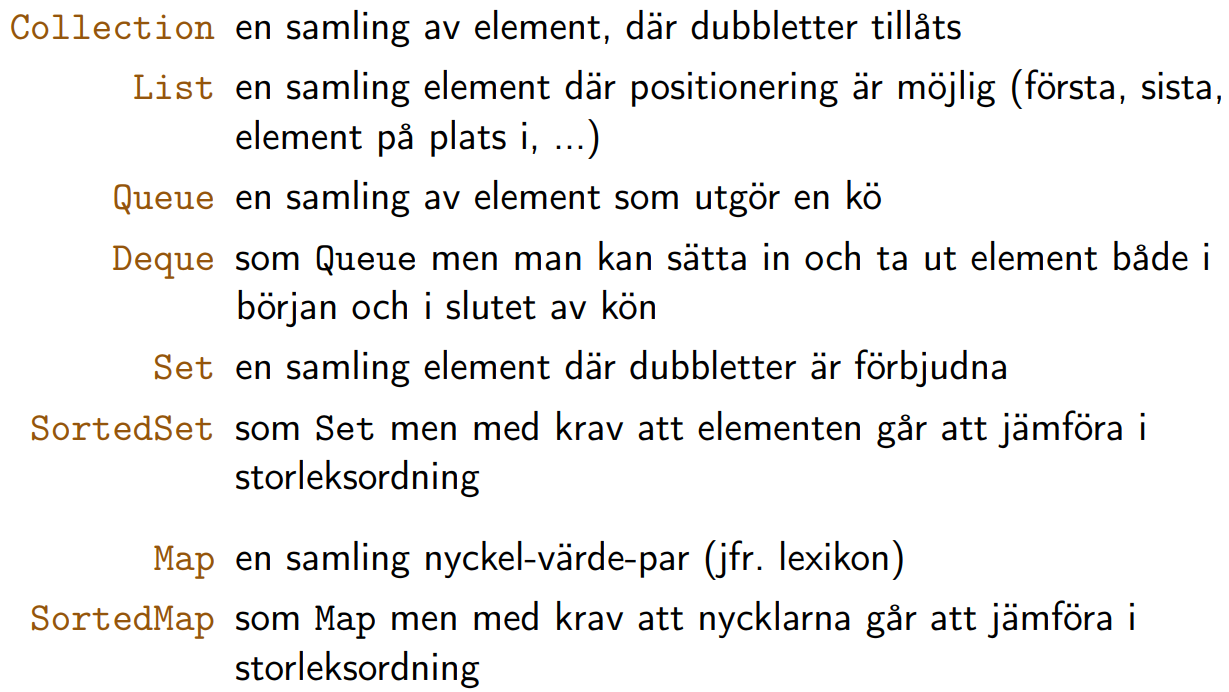 Collection en samling av element, där dubbletter tillåts
List en samling element där positionering är möjlig (första, sista,
element på plats i, ...)
Queue en samling av element som utgör en kö
Deque som Queue men man kan sätta in och ta ut element både i
början och i slutet av kön
Set en samling element där dubbletter är förbjudna
SortedSet som Set men med krav att elementen går att jämföra i
storleksordning
Map en samling nyckel-värde-par (jfr. lexikon)
SortedMap som Map men med krav att nycklarna går att jämföra i
storleksordning